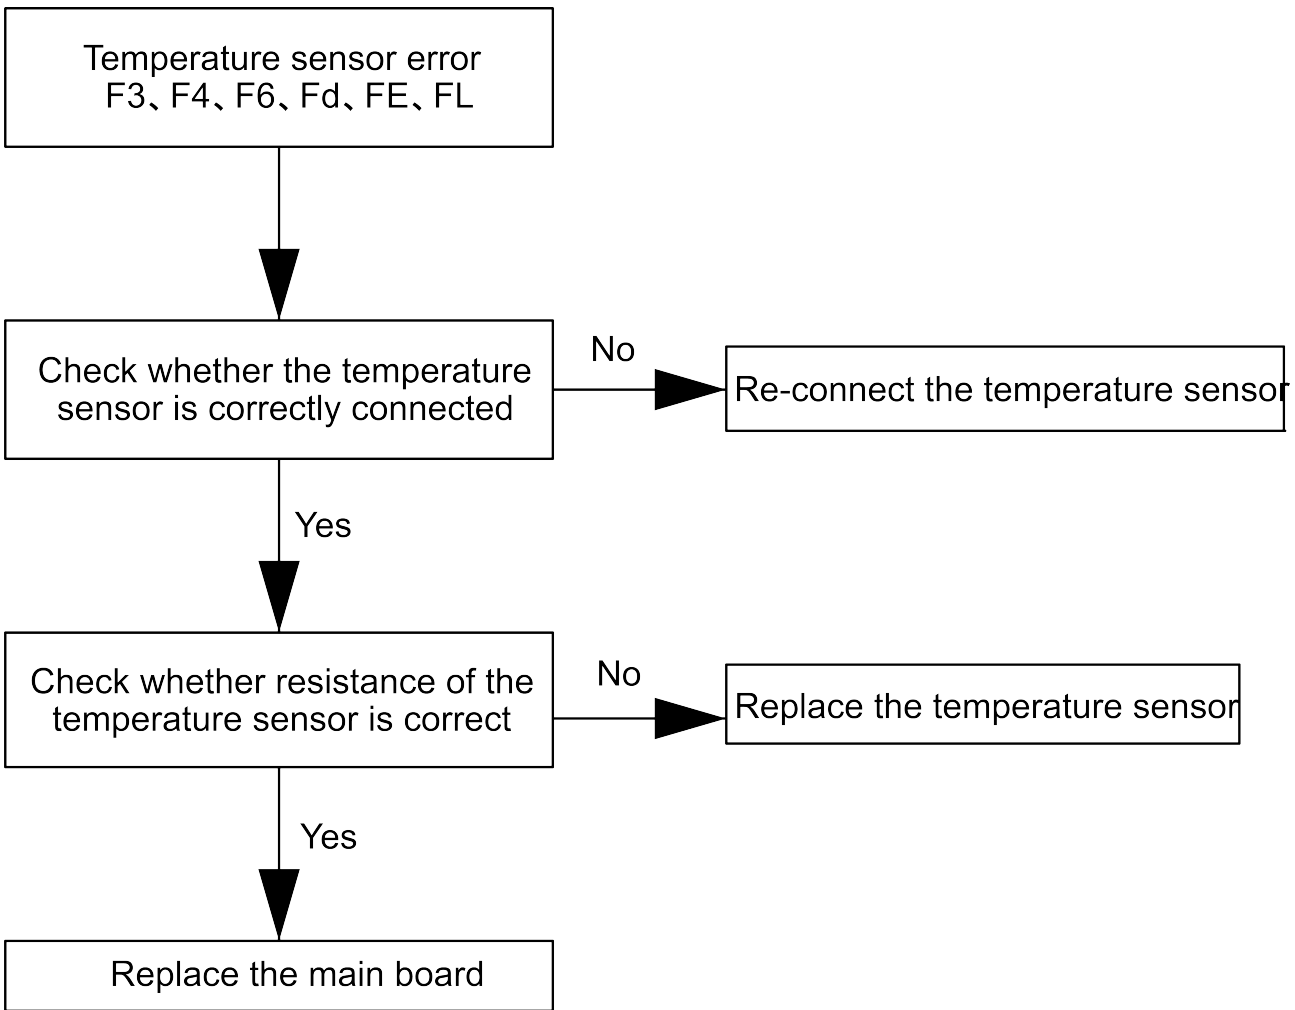 Temperature sensor error
F3、F4、F6、Fd、FE、FL
Check whether the temperature
sensor is correctly connected
No
Re-connect the temperature sensor
Yes
Check whether resistance of the
temperature sensor is correct
No
Replace the temperature sensor
Yes
Replace the main board